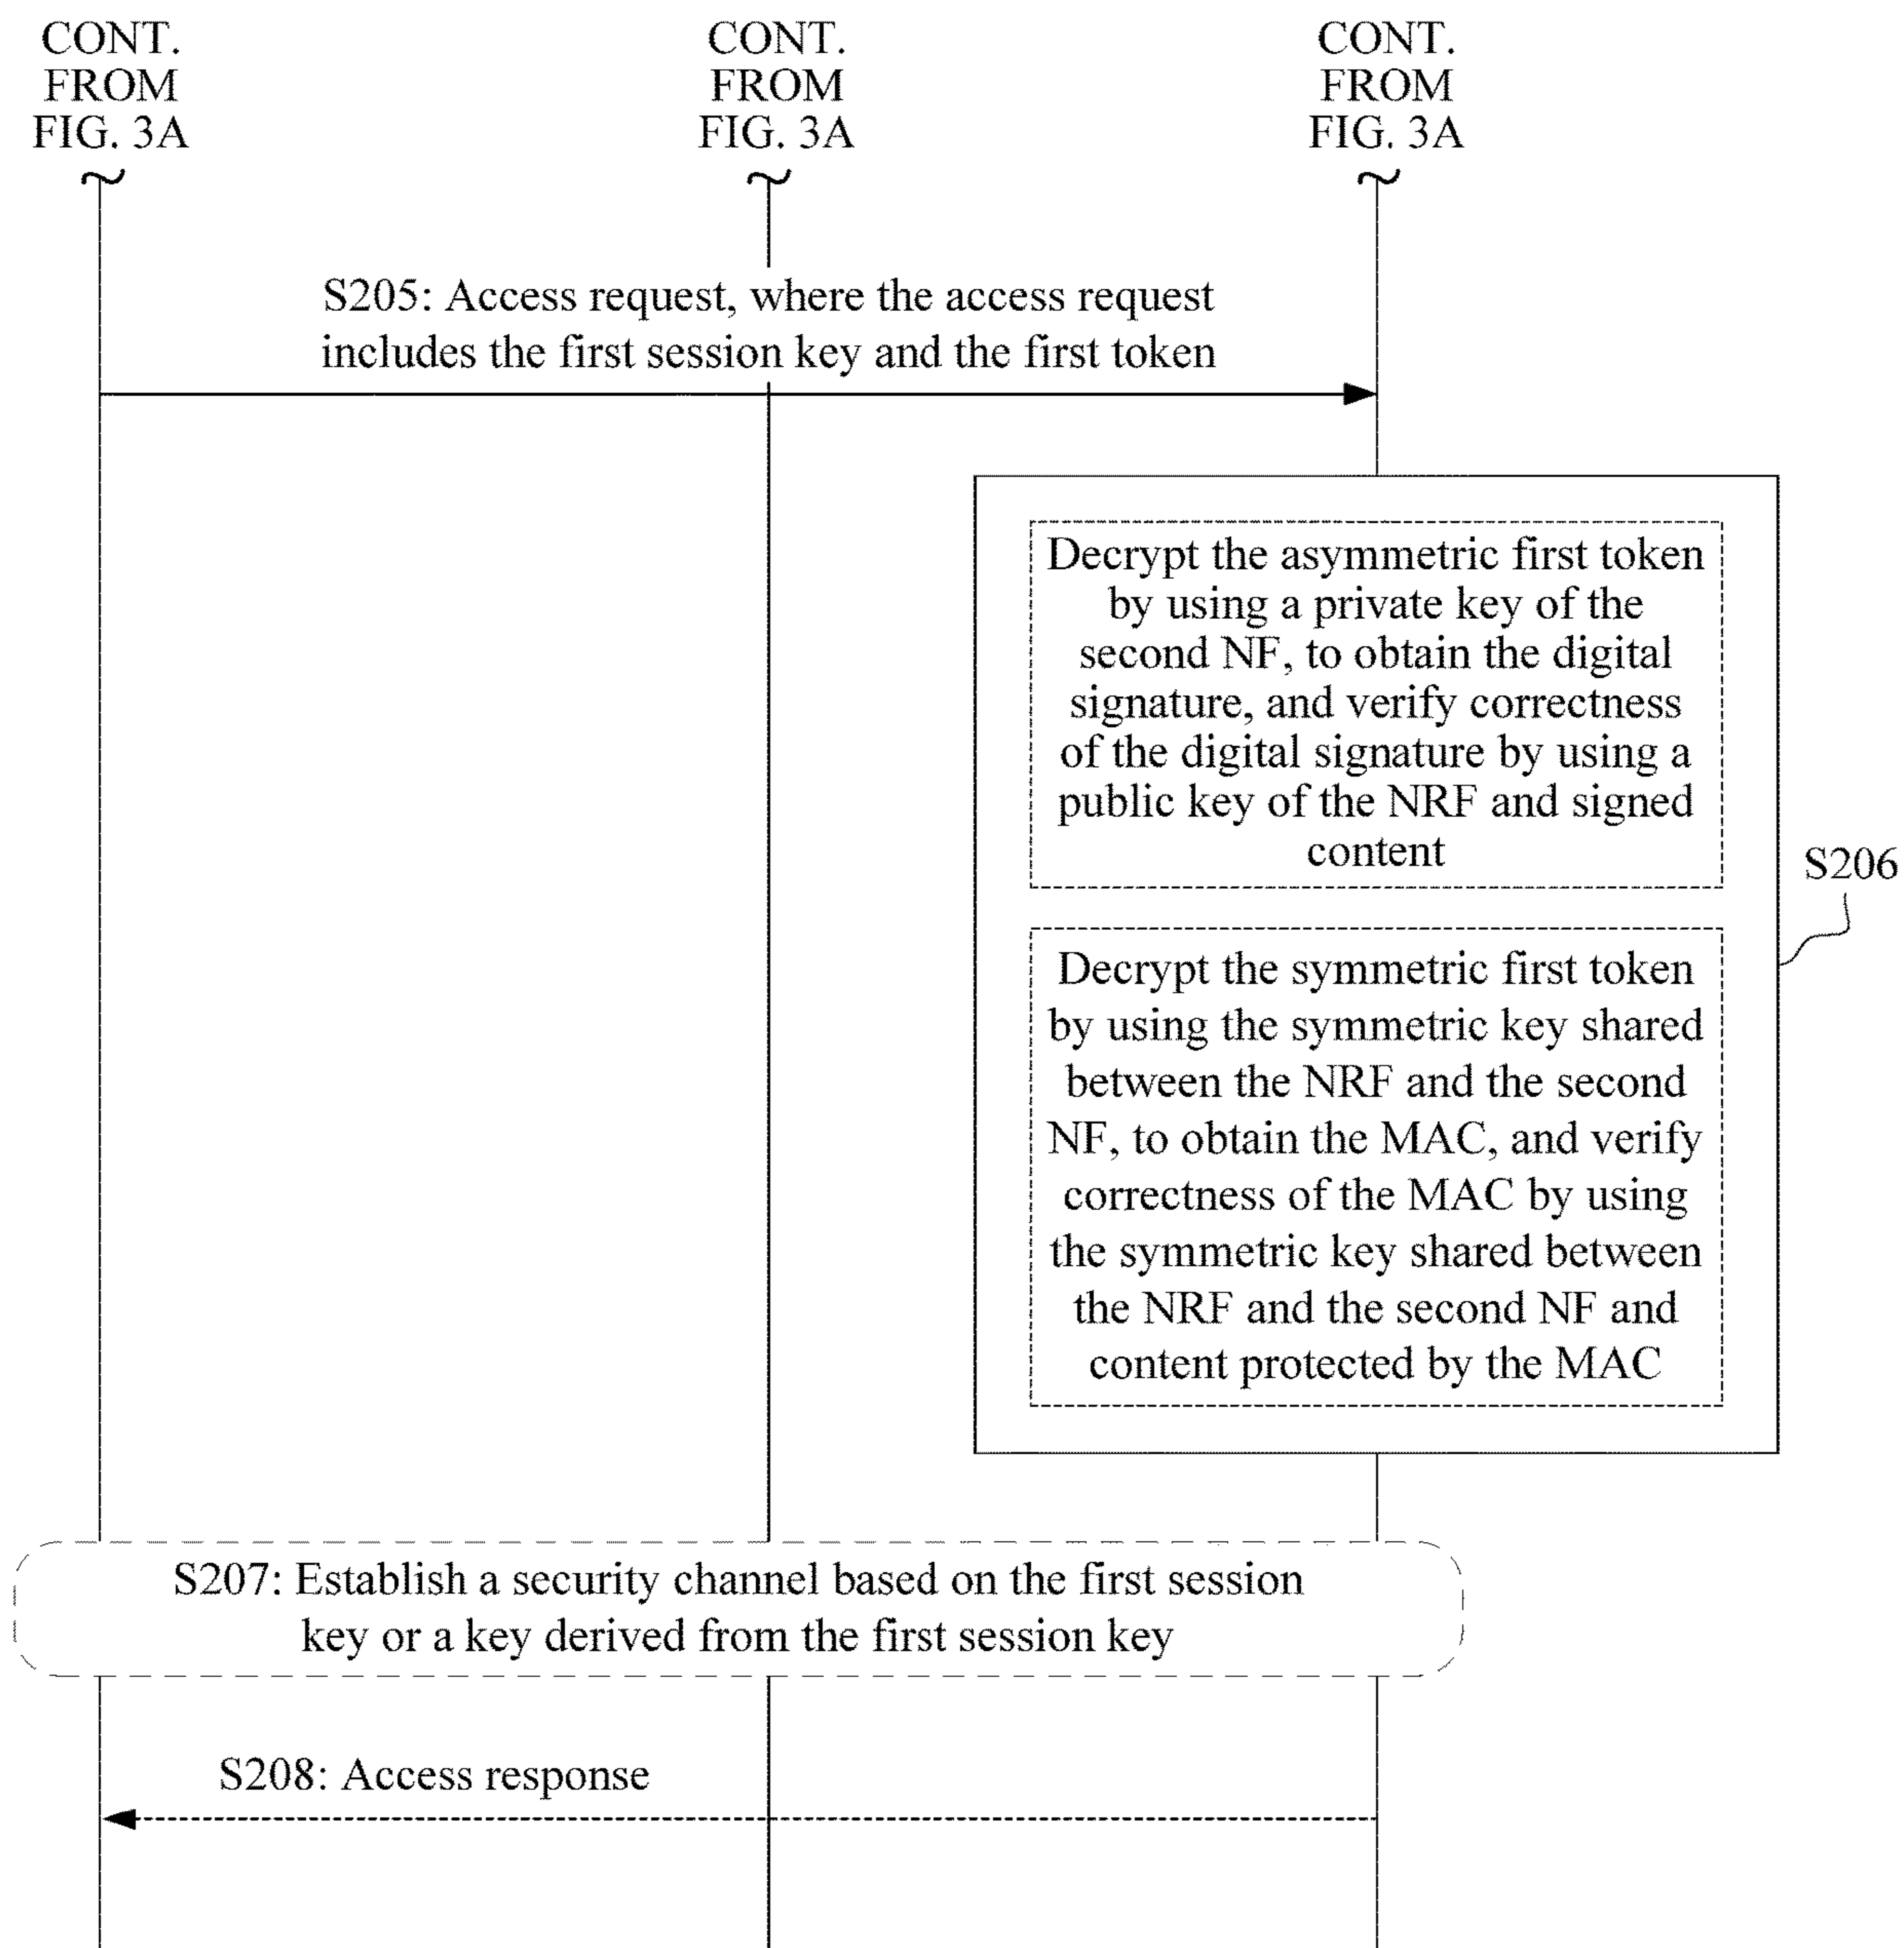 CONT.
FROM
FIG. 3A
CONT.
FROM
FIG. 3A
CONT.
FROM
FIG. 3A
S205: Access request, where the access request
includes the first session key and the first token
Decrypt the asymmetric first token
by using a private key of the
second NF, to obtain the digital
signature, and verify correctness
of the digital signature by using a
public key of the NRF and signed
content
S206
Decrypt the symmetric first token
by using the symmetric key shared
between the NRF and the second
NF, to obtain the MAC, and verify
correctness of the MAC by using
the symmetric key shared between
the NRF and the second NF and
content protected by the MAC
S207: Establish a security channel based on the first session
key or a key derived from the first session key
S208: Access response